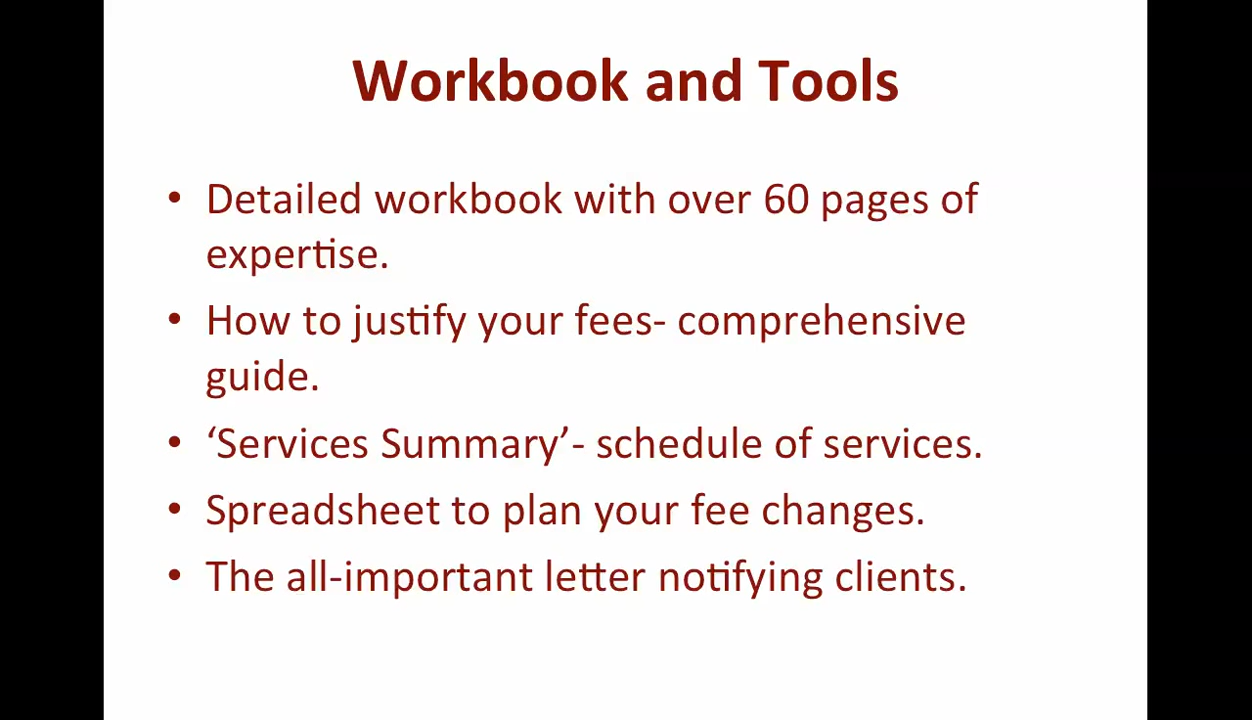 Workbook and Tools
• Detailed workbook with over 60 pages of
expertise.
• How to justify your fees- comprehensive
guide.
• ‘Services Summary’- schedule of services.
• Spreadsheet to plan your fee changes.
• The all-important letter notifying clients.